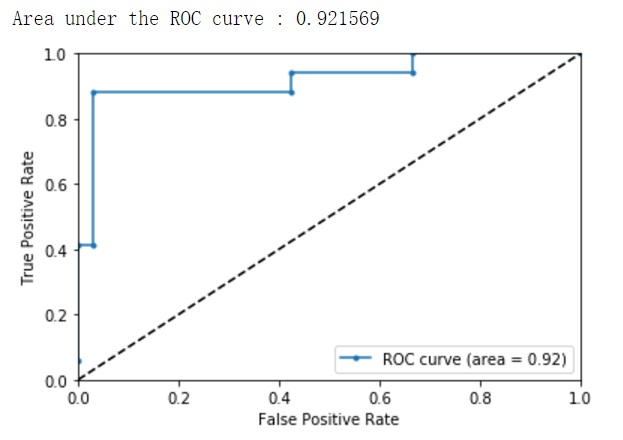 Area under the ROC curve : 0.921569
1.0
0.8
0.6
0.4
0.2
0.0
True Positive Rate
ROC curve (area = 0.92)
0.0 0.2 0.4 0.6 0.8 1.0
False Positive Rate